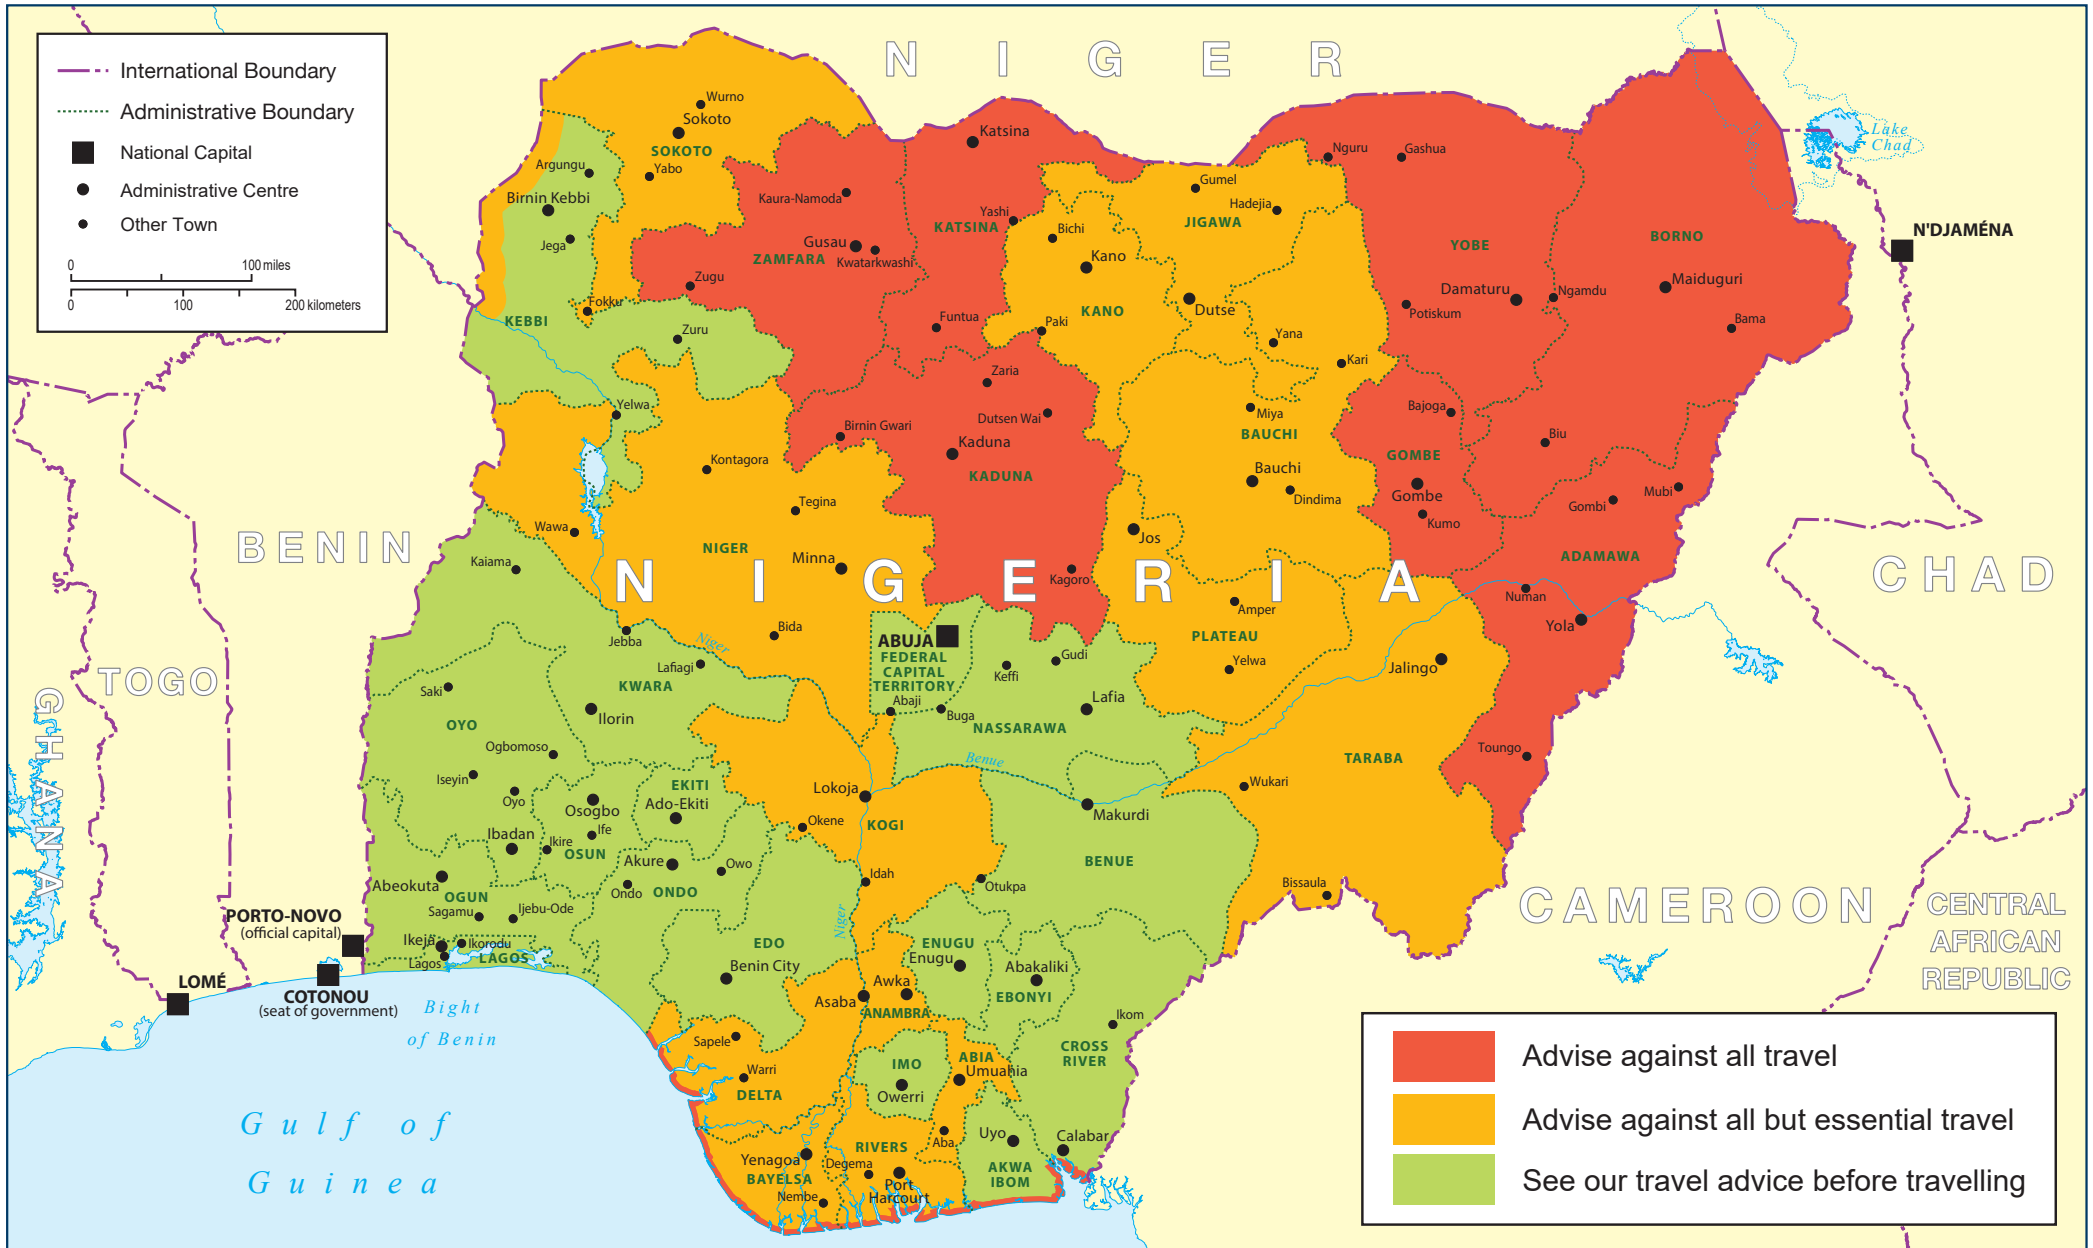 International Boundary
Administrative Boundary
National Capital
Administrative Centre
Other Town
0
100 miles
0
100
200 kilometers
NIGER
Wurno
Sokoto
SOKOTO
Yabo
Argungu
Birnin Kebbi
Jega
Fokku
KEBBI
Zuru
Yelwa
Kaura-Namoda
Gusau
Kwatarkwashi
ZAMFARA
Zugu
Katsina
KATSINA
Yashi
Funtua
Bichi
Kano
KANO
Paki
Gumel
Hadejia
JIGAWA
Dutse
Yana
Kari
Nguru
Gashua
YOBE
Damaturu
Potiskum
Ngamdu
BORNO
Maiduguri
Bama
Biu
Lake
Chad
N'DJAMÉNA
Zaria
Dutsen Wai
Birnin Gwari
Kaduna
KADUNA
Kagoro
Miya
BAUCHI
Bauchi
Dindima
Bajoga
GOMBE
Gombe
Kumo
Gombi
Mubi
ADAMAWA
Numan
Yola
Toungo
Kontagora
Tegina
Wawa
NIGER
Minna
Bida
Jos
Amper
PLATEAU
Yelwa
NIGERIA
BENIN
TOGO
GHANA
CHAD
CAMEROON
CENTRAL
AFRICAN
REPUBLIC
Kaiama
Jebba
Niger
Lafiagi
KWARA
Ilorin
Saki
OYO
Ogbomoso
Iseyin
Oyo
Ibadan
ABUJA
FEDERAL
CAPITAL
TERRITORY
Abaji
Buga
Keffi
Gudi
Lafia
NASSARAWA
Benue
Jalingo
TARABA
Wukari
Bissaula
Makurdi
BENUE
Otukpa
Lokoja
KOGI
Okene
Idah
Niger
EKITI
Ado-Ekiti
Osogbo
Ife
Ikire
OSUN
Akure
Owo
Ondo
ONDO
Abeokuta
OGUN
Sagamu
Ijebu-Ode
Ikeja
Ikorodu
Lagos
LAGOS
PORTO-NOVO
(official capital)
COTONOU
(seat of government)
LOMÉ
Bight
of Benin
Gulf of
Guinea
EDO
Benin City
Asaba
Awka
ANAMBRA
ENUGU
Enugu
Abakaliki
EBONYI
Ikom
CROSS
RIVER
Sapele
Warri
DELTA
IMO
Owerri
ABIA
Umuahia
Aba
RIVERS
Yenagoa
BAYELSA
Nembe
Degema
Port
Harcourt
Uyo
AKWA
IBOM
Calabar
Advise against all travel
Advise against all but essential travel
See our travel advice before travelling